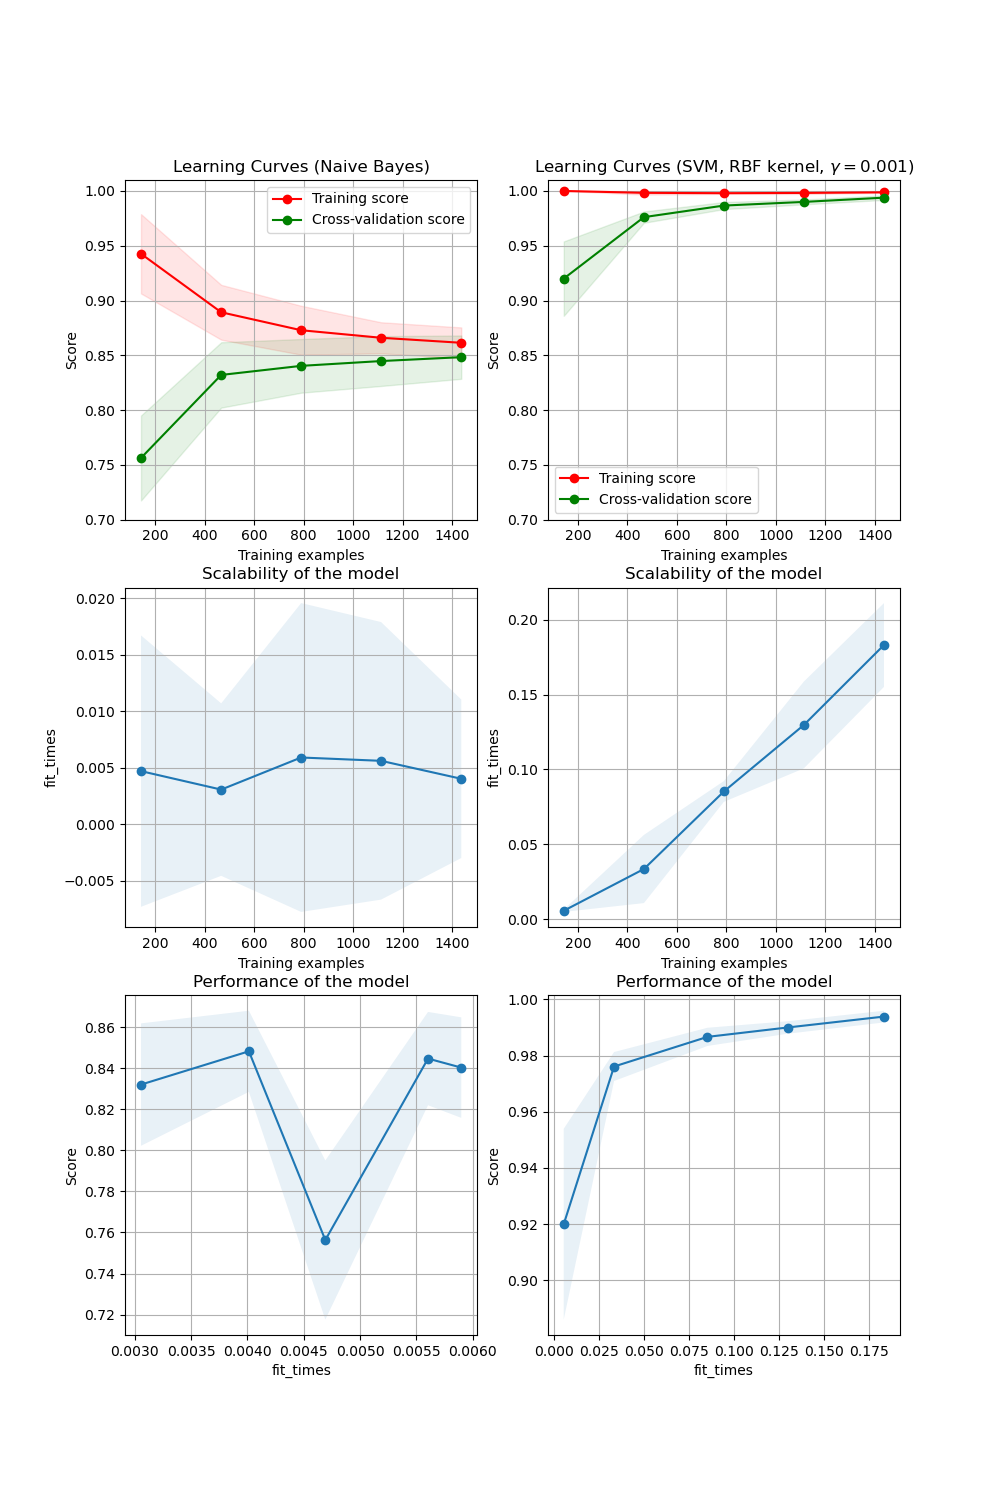 Learning Curves (Naive Bayes)
1.00
0.95
0.90
0.85
0.80
0.75
0.70
Score
Training score
Cross-validation score
200 400 600 800 1000 1200 1400
Training examples
Learning Curves (SVM, RBF kernel, γ = 0.001)
1.00
0.95
0.90
0.85
0.80
0.75
0.70
Score
Training score
Cross-validation score
200 400 600 800 1000 1200 1400
Training examples
Scalability of the model
0.020
0.015
0.010
0.005
0.000
−0.005
fit_times
200 400 600 800 1000 1200 1400
Training examples
Scalability of the model
0.20
0.15
0.10
0.05
0.00
fit_times
200 400 600 800 1000 1200 1400
Training examples
Performance of the model
0.86
0.84
0.82
0.80
0.78
0.76
0.74
0.72
Score
0.0030 0.0035 0.0040 0.0045 0.0050 0.0055 0.0060
fit_times
Performance of the model
1.00
0.98
0.96
0.94
0.92
0.90
Score
0.000 0.025 0.050 0.075 0.100 0.125 0.150 0.175
fit_times